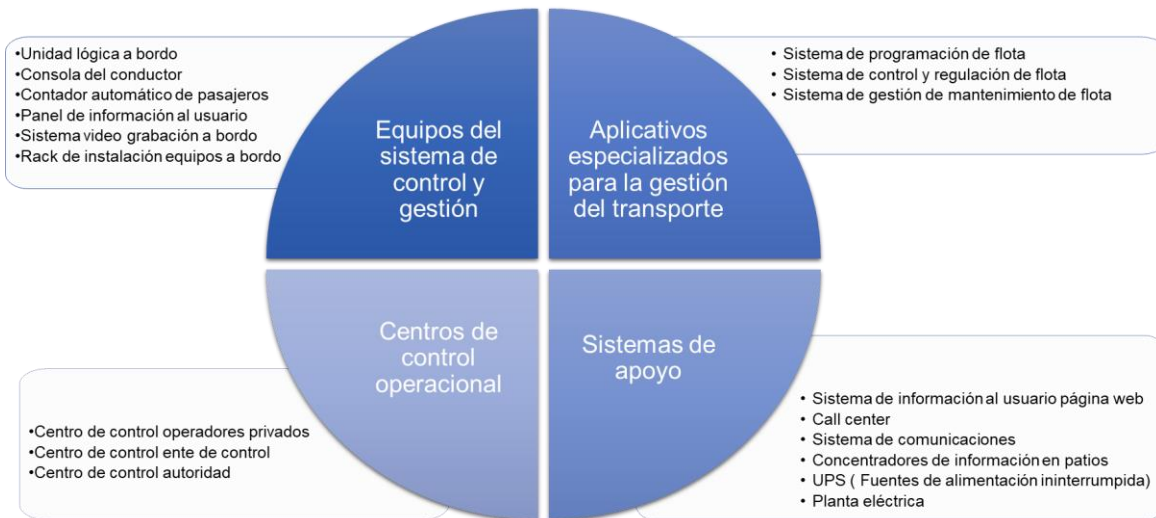 •Unidad lógica a bordo
•Consola del conductor
•Contador automático de pasajeros
•Panel de información al usuario
•Sistema video grabación a bordo
•Rack de instalación equipos a bordo
Equipos del
sistema de
control y
gestión
Aplicativos
especializados
para la gestión
del transporte
• Sistema de programación de flota
• Sistema de control y regulación de flota
• Sistema de gestión de mantenimiento de flota
•Centro de control operadores privados
•Centro de control ente de control
•Centro de control autoridad
Centros de
control
operacional
Sistemas de
apoyo
• Sistema de información al usuario página web
• Call center
• Sistema de comunicaciones
• Concentradores de información en patios
• UPS ( Fuentes de alimentación ininterrumpida)
• Planta eléctrica